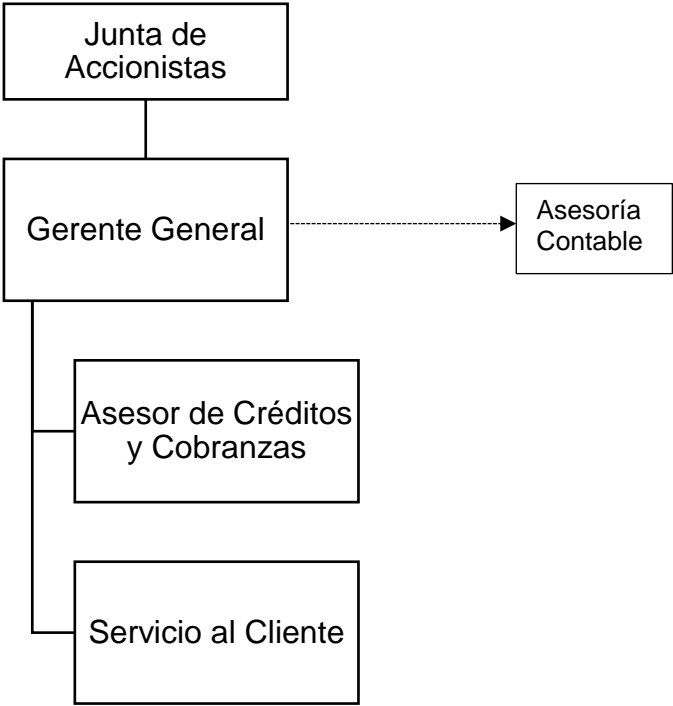 Junta de
Accionistas
Gerente General
Asesoría
Contable
Asesor de Créditos
y Cobranzas
Servicio al Cliente